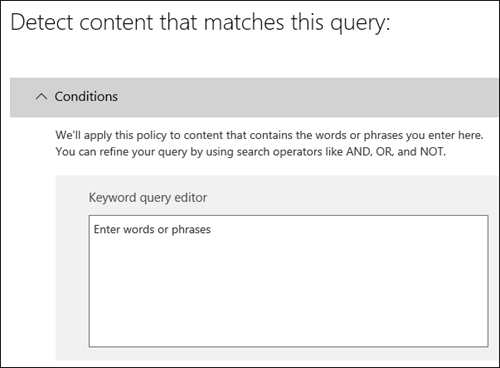 Detect content that matches this query:
Conditions
We'll apply this policy to content that contains the words or phrases you enter here.
You can refine your query by using search operators like AND, OR, and NOT.
Keyword query editor
Enter words or phrases